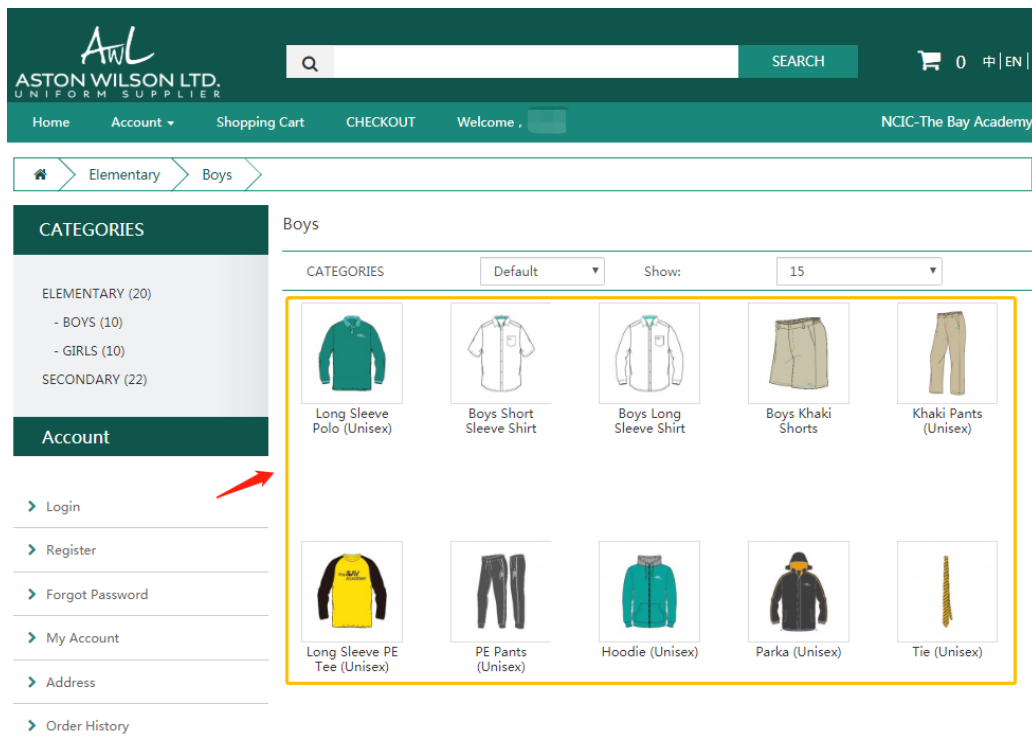 AWL
ASTON WILSON LTD.
UNIFORM SUPPLIER
SEARCH
0 中|EN|
Home Account Shopping Cart CHECKOUT Welcome , NCIC-The Bay Academy
Elementary Boys
CATEGORIES
ELEMENTARY (20)
- BOYS (10)
- GIRLS (10)
SECONDARY (22)
Account
Login
Register
Forgot Password
My Account
Address
Order History
Boys
CATEGORIES Default Show: 15
Long Sleeve
Polo (Unisex)
Boys Short
Sleeve Shirt
Boys Long
Sleeve Shirt
Boys Khaki
Shorts
Khaki Pants
(Unisex)
The BAY
ACADEMY
Long Sleeve PE
Tee (Unisex)
PE Pants
(Unisex)
Hoodie (Unisex)
Parka (Unisex)
Tie (Unisex)